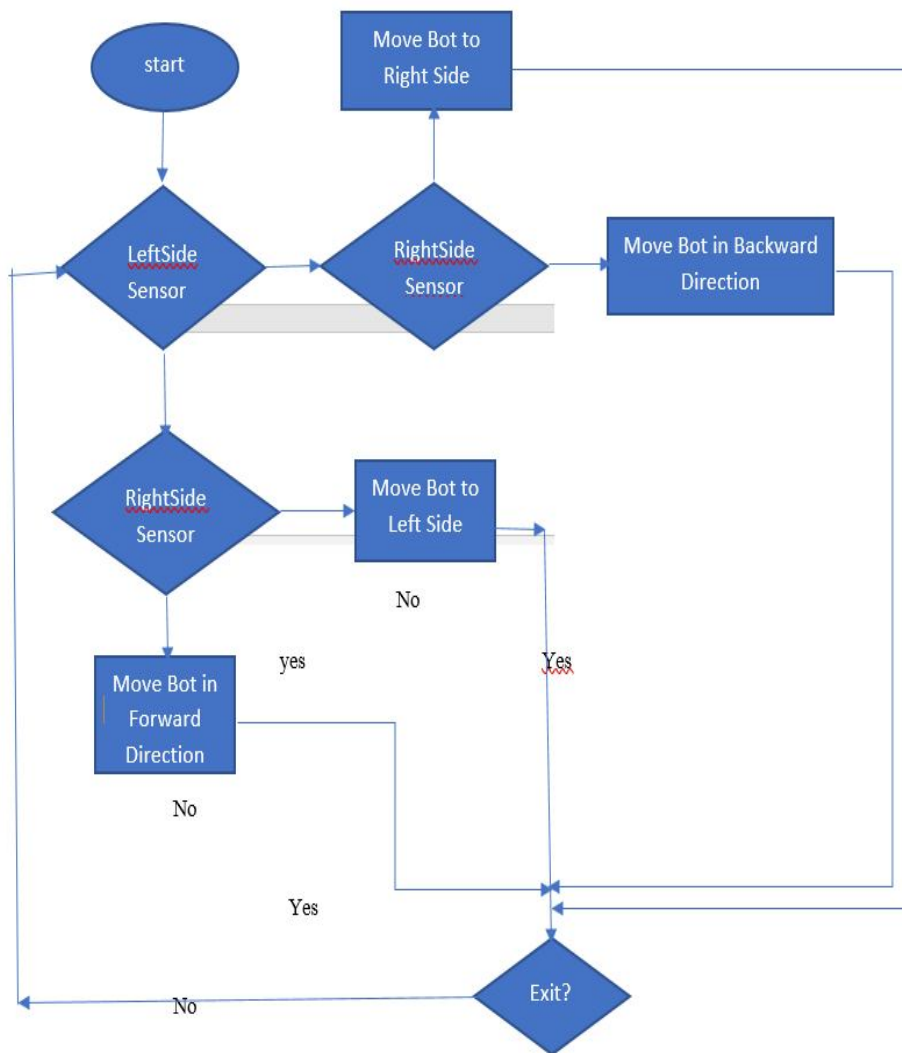 start
Move Bot to
Right Side
LeftSide
Sensor
RightSide
Sensor
Move Bot in Backward
Direction
RightSide
Sensor
Move Bot to
Left Side
No
yes
Yes
Move Bot in
Forward
Direction
No
Yes
Exit?
No